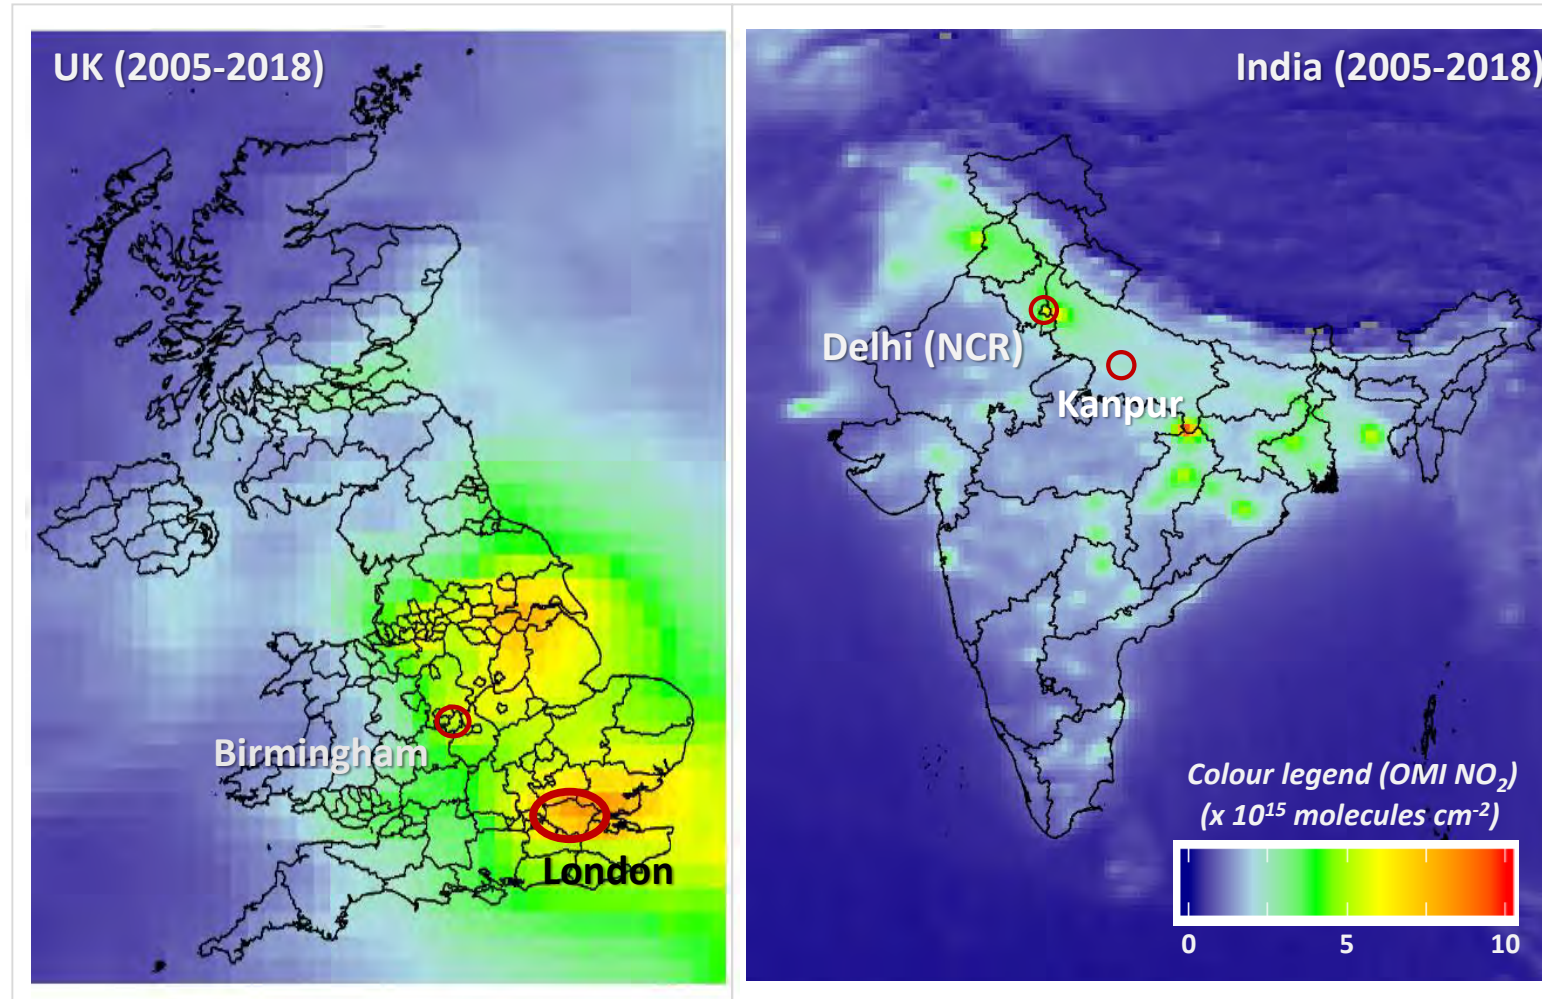 UK (2005-2018)
Birmingham
London
India (2005-2018)
Delhi (NCR)
Kanpur
Colour legend (OMI NO₂)
(x 10¹⁵ molecules cm⁻²)
0 5 10